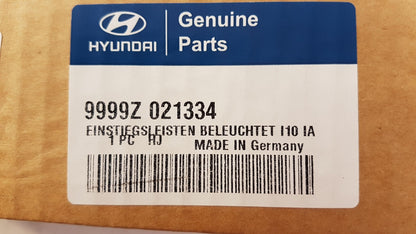 HYUNDAI
Genuine
Parts
9999Z 021334
EINSTIEGSLEISTEN BELEUCHTET I10 IA
1 PC HJ MADE IN Germany